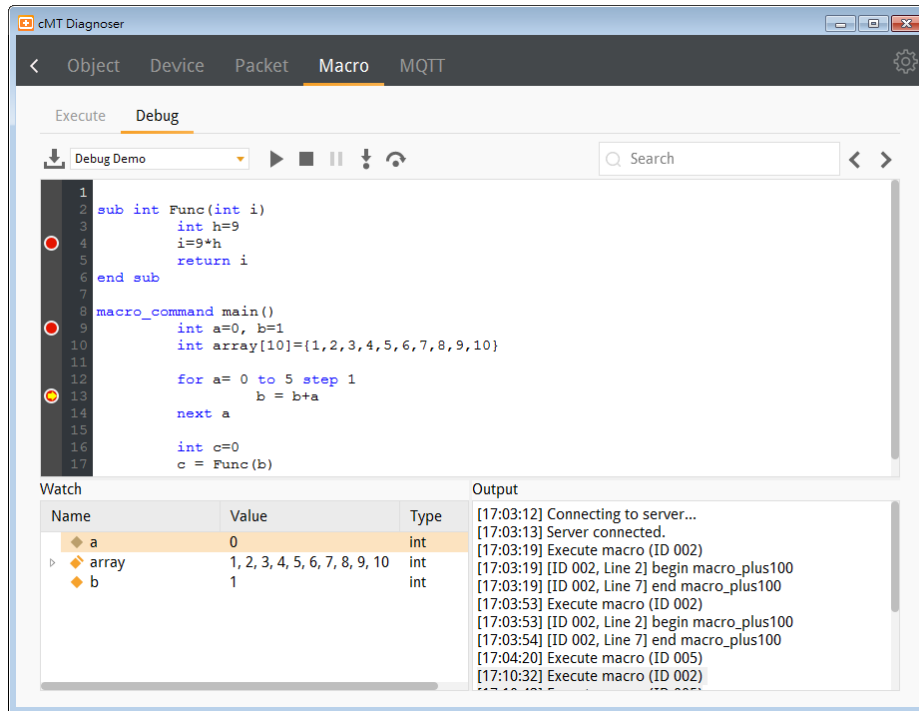 cMT Diagnoser
Object Device Packet Macro MQTT
Execute Debug
Debug Demo Search
1
2 sub int Func(int i)
3 int h=9
4 i=9*h
5 return i
6 end sub
7
8 macro_command main()
9 int a=0, b=1
10 int array[10]={1,2,3,4,5,6,7,8,9,10}
11
12 for a= 0 to 5 step 1
13 b = b+a
14 next a
15
16 int c=0
17 c = Func(b)
Watch
Name Value Type
a 0 int
array 1, 2, 3, 4, 5, 6, 7, 8, 9, 10 int
b 1 int
Output
[17:03:12] Connecting to server...
[17:03:13] Server connected.
[17:03:19] Execute macro (ID 002)
[17:03:19] [ID 002, Line 2] begin macro_plus100
[17:03:19] [ID 002, Line 7] end macro_plus100
[17:03:53] Execute macro (ID 002)
[17:03:53] [ID 002, Line 2] begin macro_plus100
[17:03:54] [ID 002, Line 7] end macro_plus100
[17:04:20] Execute macro (ID 005)
[17:10:32] Execute macro (ID 002)